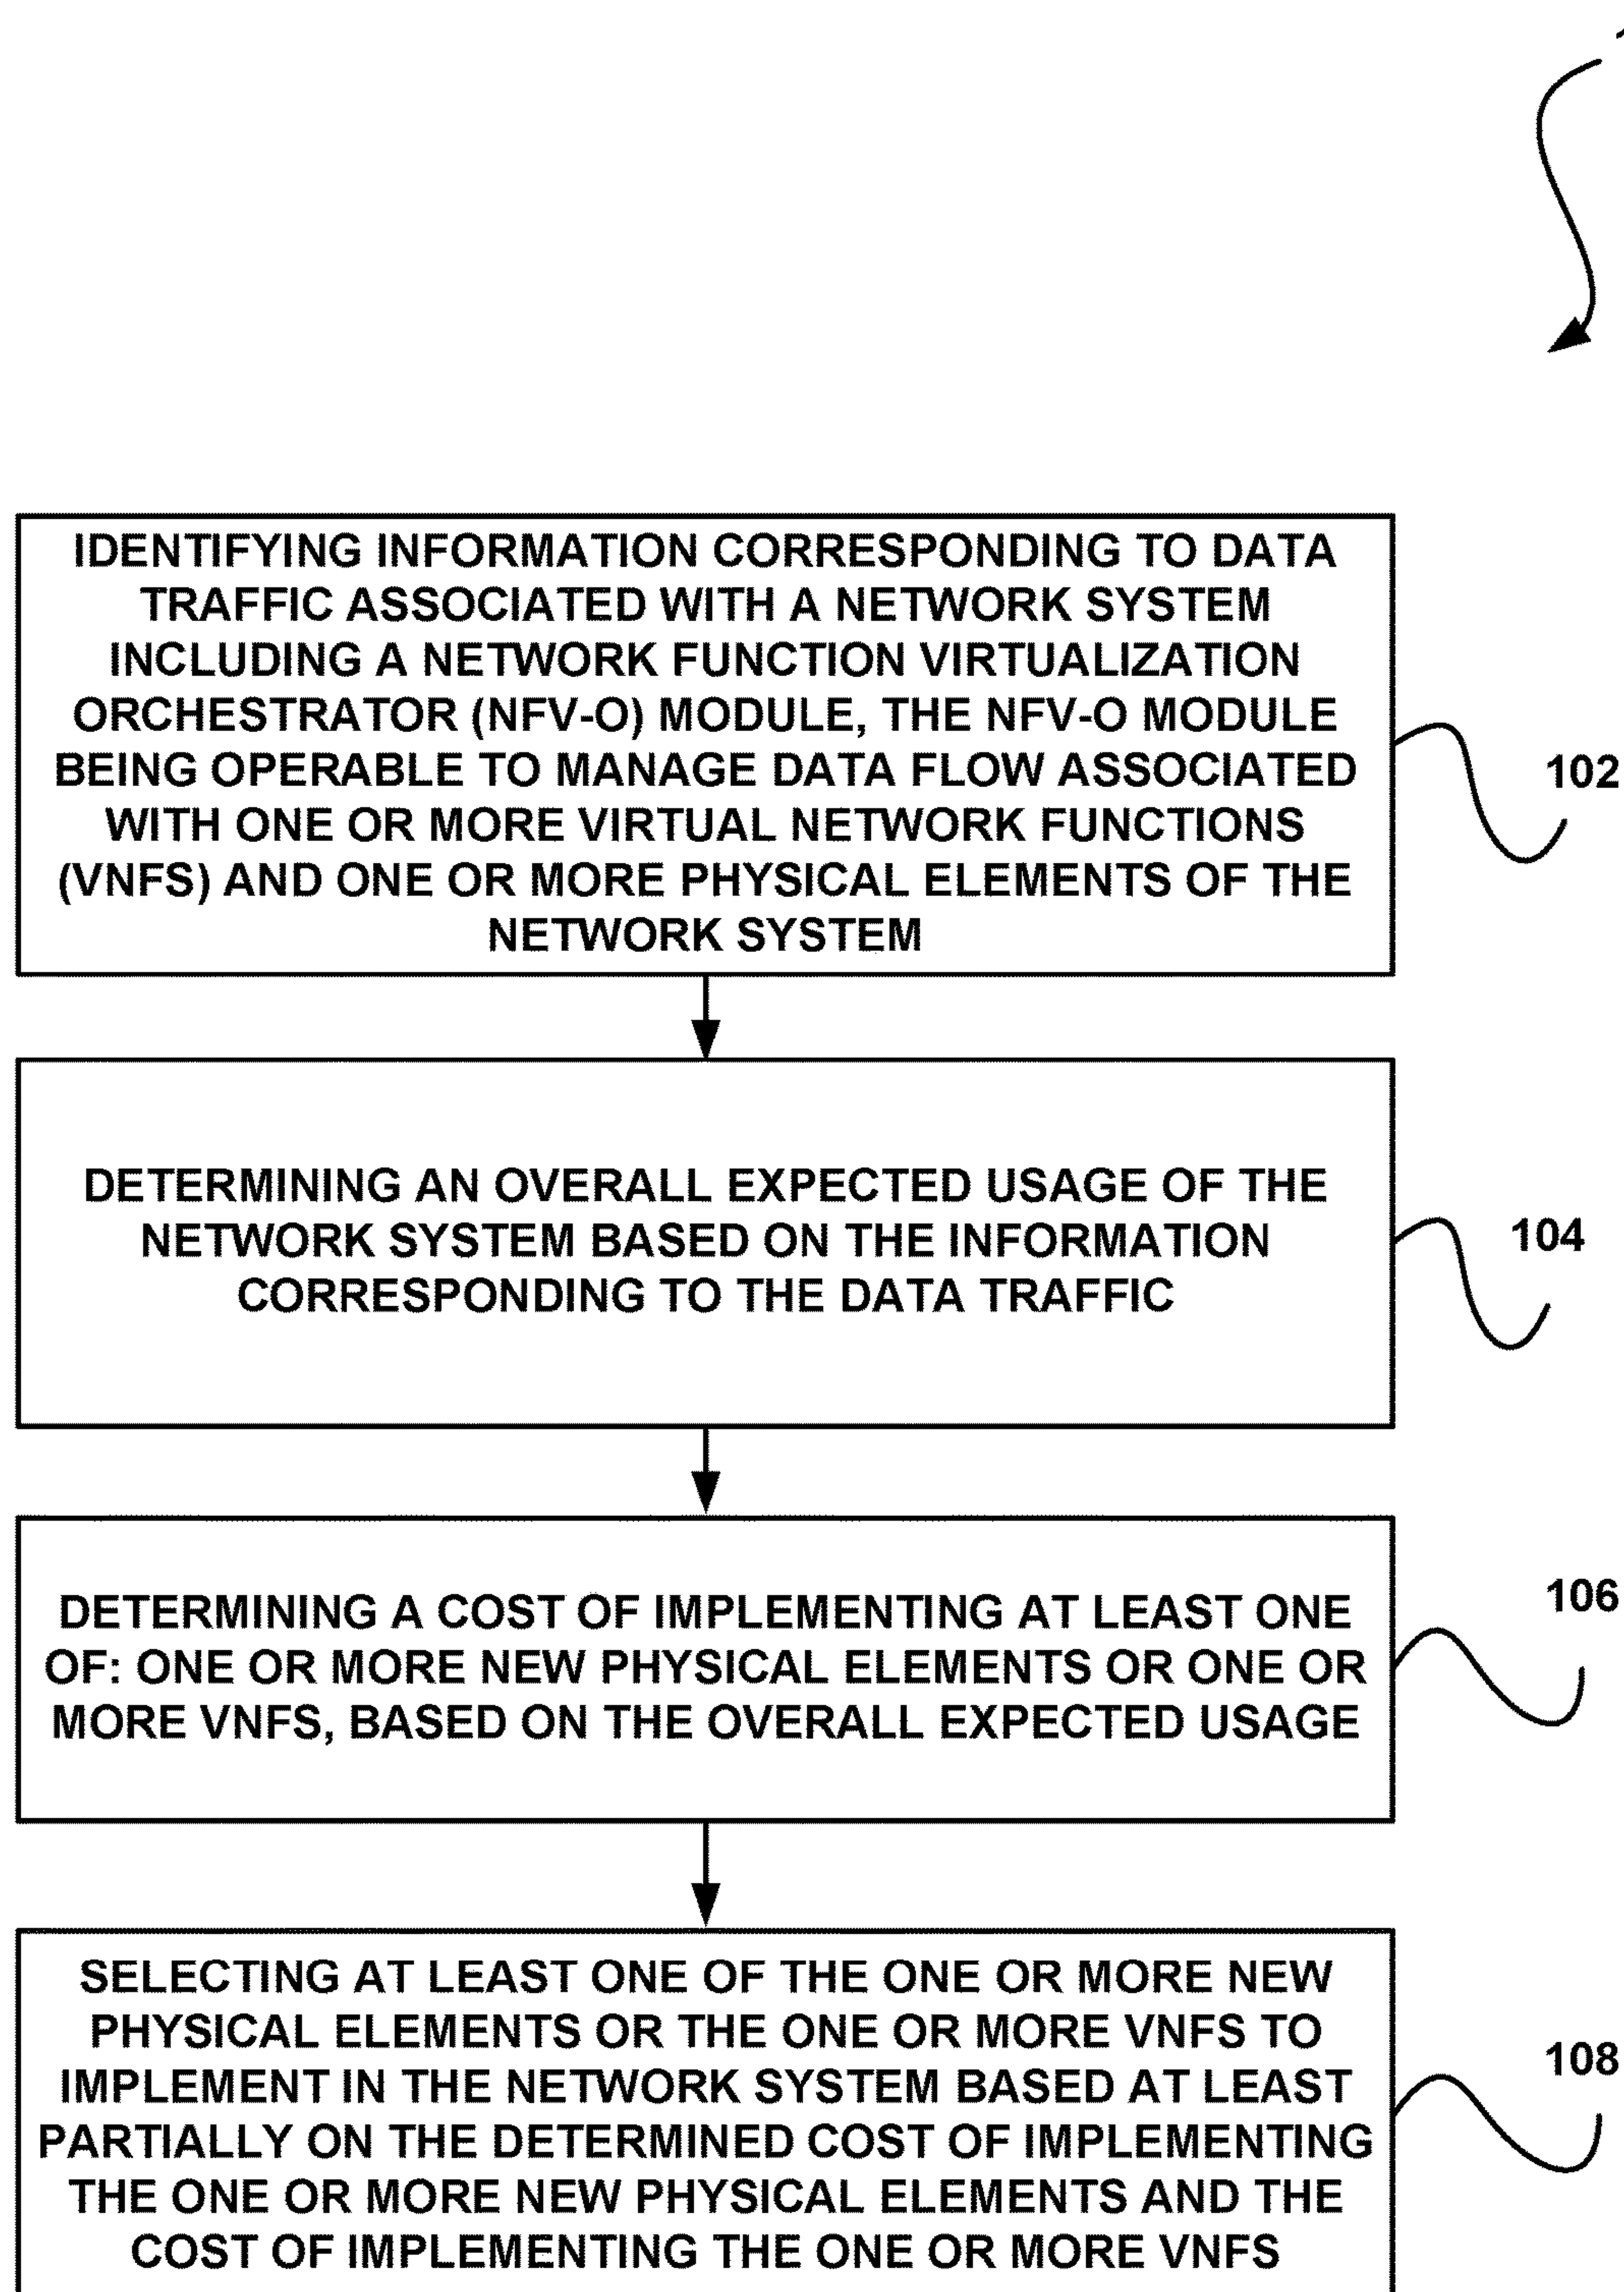 IDENTIFYING INFORMATION CORRESPONDING TO DATA
TRAFFIC ASSOCIATED WITH A NETWORK SYSTEM
INCLUDING A NETWORK FUNCTION VIRTUALIZATION
ORCHESTRATOR (NFV-O) MODULE, THE NFV-O MODULE
BEING OPERABLE TO MANAGE DATA FLOW ASSOCIATED
WITH ONE OR MORE VIRTUAL NETWORK FUNCTIONS
(VNFS) AND ONE OR MORE PHYSICAL ELEMENTS OF THE
NETWORK SYSTEM
102
DETERMINING AN OVERALL EXPECTED USAGE OF THE
NETWORK SYSTEM BASED ON THE INFORMATION
CORRESPONDING TO THE DATA TRAFFIC
104
DETERMINING A COST OF IMPLEMENTING AT LEAST ONE
OF: ONE OR MORE NEW PHYSICAL ELEMENTS OR ONE OR
MORE VNFS, BASED ON THE OVERALL EXPECTED USAGE
106
SELECTING AT LEAST ONE OF THE ONE OR MORE NEW
PHYSICAL ELEMENTS OR THE ONE OR MORE VNFS TO
IMPLEMENT IN THE NETWORK SYSTEM BASED AT LEAST
PARTIALLY ON THE DETERMINED COST OF IMPLEMENTING
THE ONE OR MORE NEW PHYSICAL ELEMENTS AND THE
COST OF IMPLEMENTING THE ONE OR MORE VNFS
108